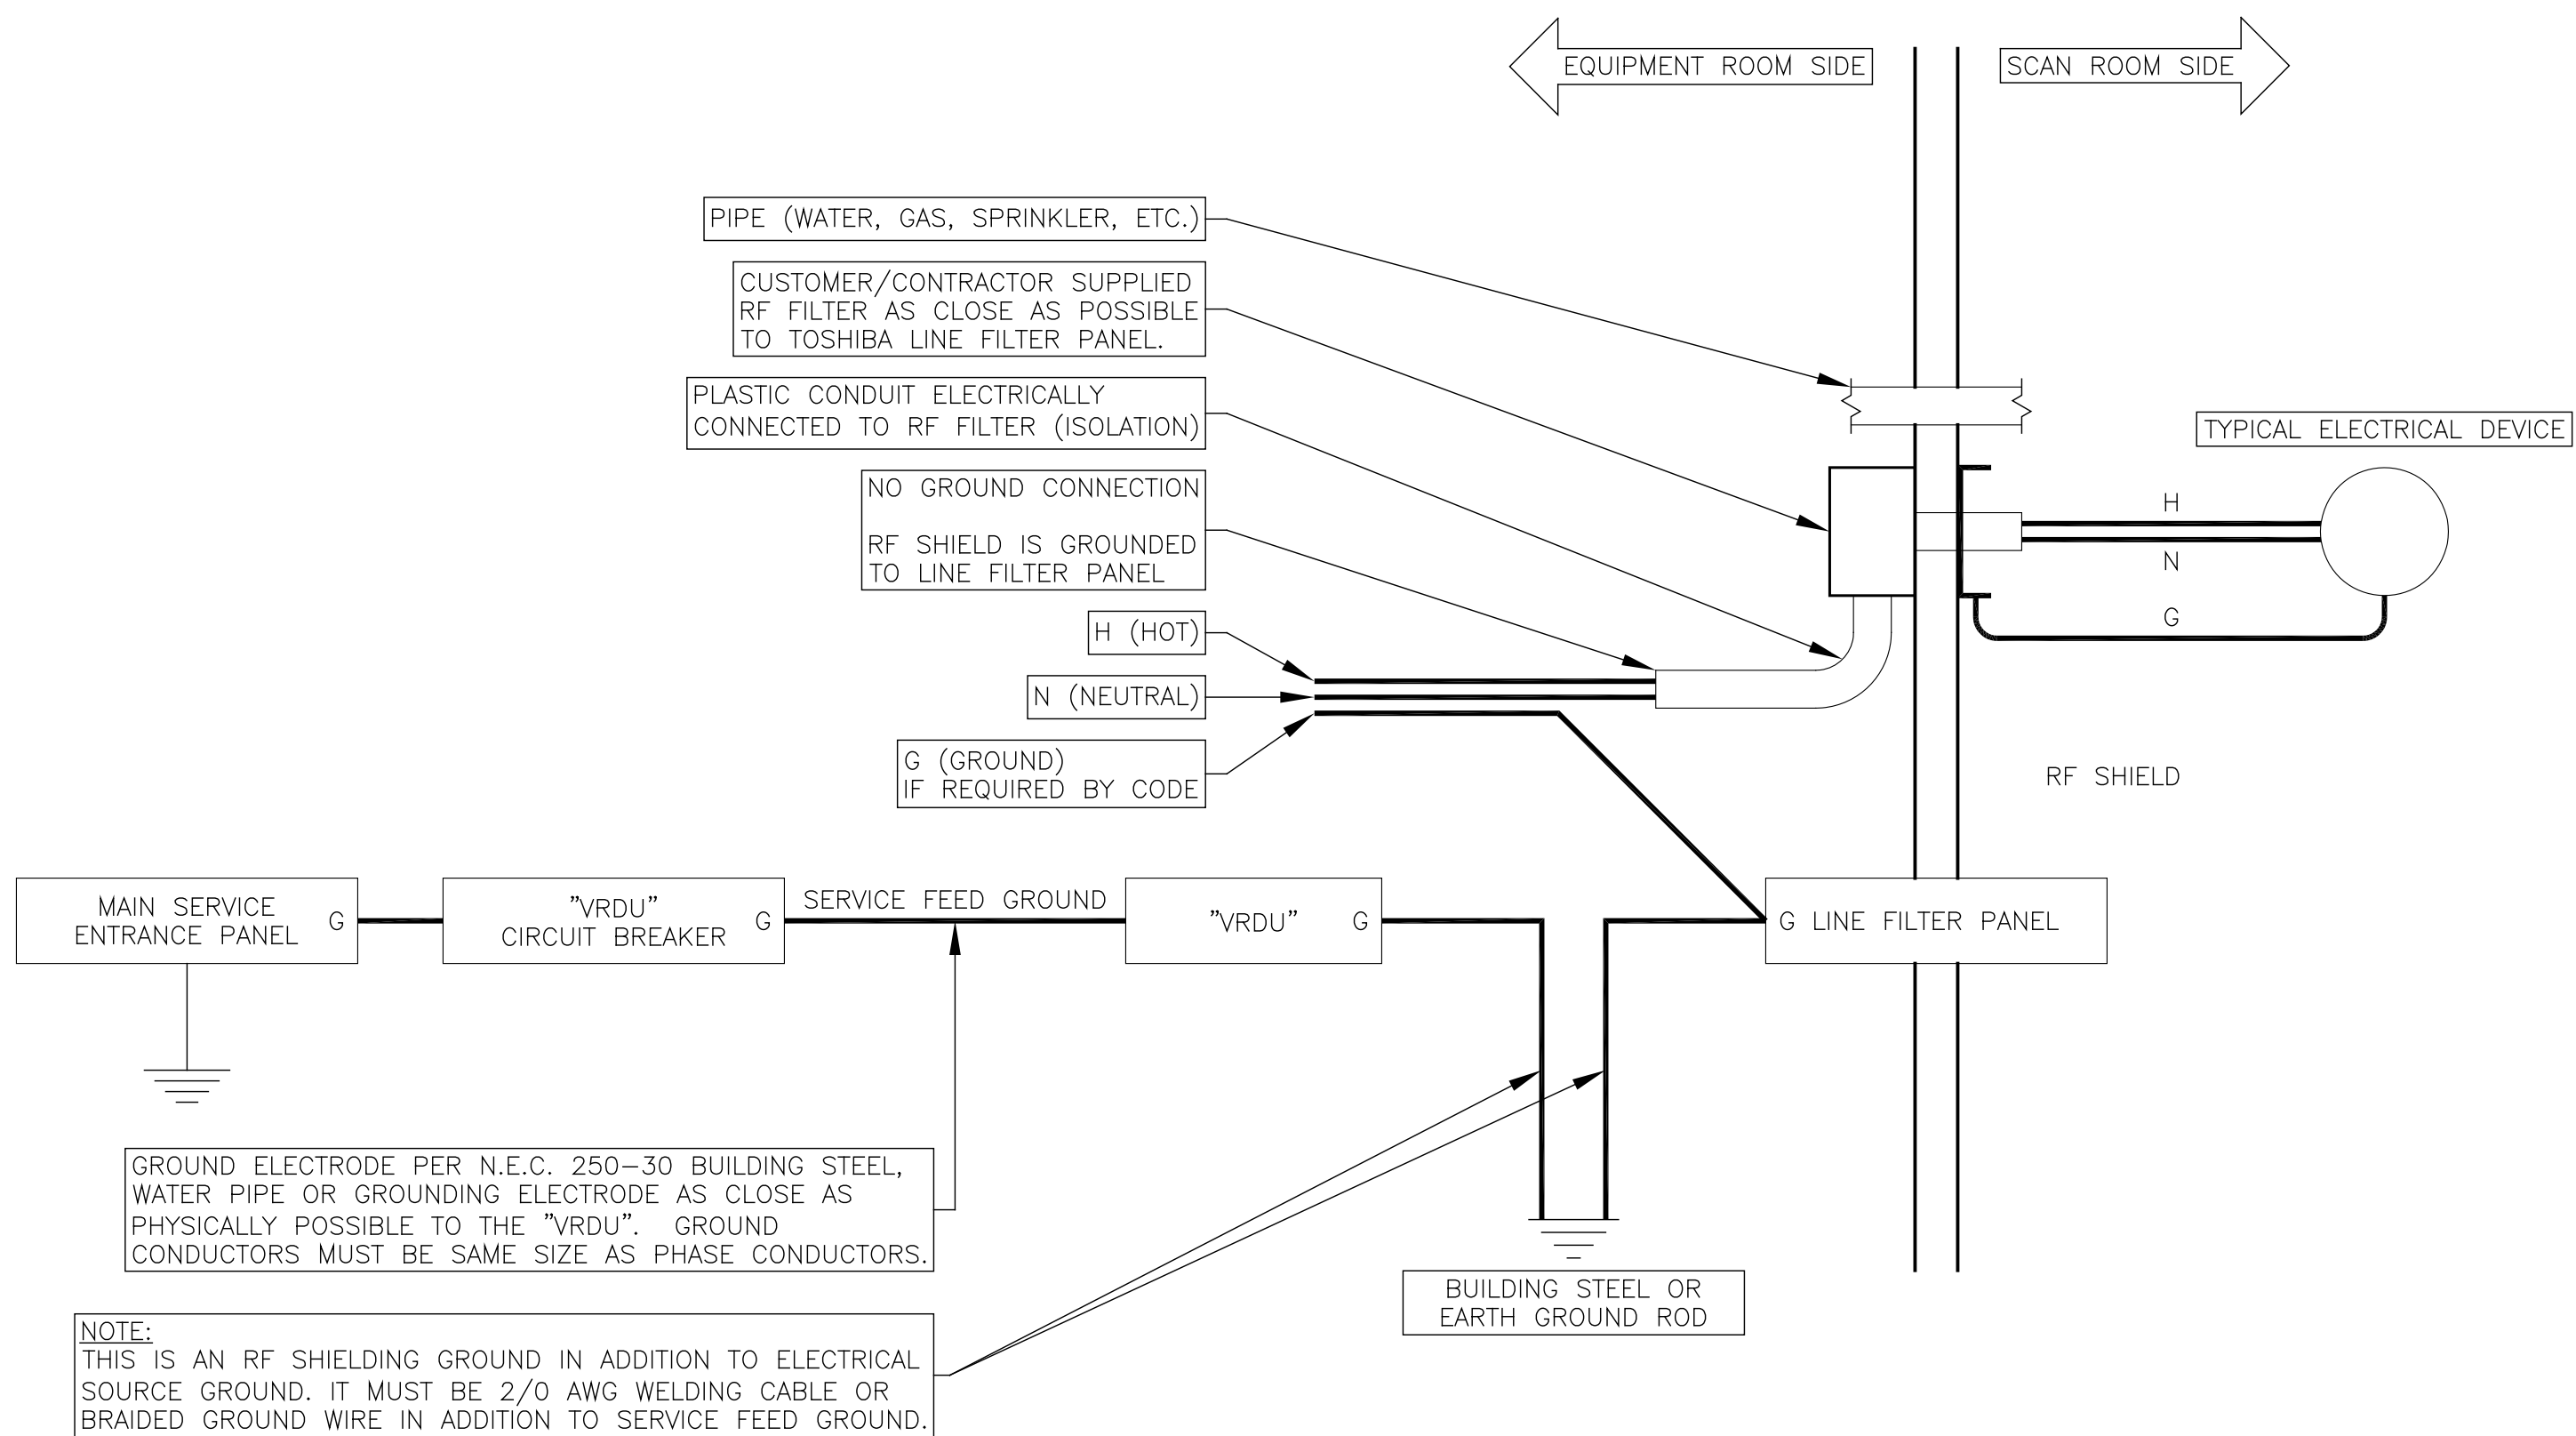 EQUIPMENT ROOM SIDE
SCAN ROOM SIDE
PIPE (WATER, GAS, SPRINKLER, ETC.)
CUSTOMER/CONTRACTOR SUPPLIED
RF FILTER AS CLOSE AS POSSIBLE
TO TOSHIBA LINE FILTER PANEL.
PLASTIC CONDUIT ELECTRICALLY
CONNECTED TO RF FILTER (ISOLATION)
TYPICAL ELECTRICAL DEVICE
NO GROUND CONNECTION
RF SHIELD IS GROUNDED
TO LINE FILTER PANEL
H
N
G
H (HOT)
N (NEUTRAL)
G (GROUND)
IF REQUIRED BY CODE
RF SHIELD
MAIN SERVICE
ENTRANCE PANEL
G
"VRDU"
CIRCUIT BREAKER
G
SERVICE FEED GROUND
"VRDU"
G
G LINE FILTER PANEL
GROUND ELECTRODE PER N.E.C. 250-30 BUILDING STEEL,
WATER PIPE OR GROUNDING ELECTRODE AS CLOSE AS
PHYSICALLY POSSIBLE TO THE "VRDU". GROUND
CONDUCTORS MUST BE SAME SIZE AS PHASE CONDUCTORS.
BUILDING STEEL OR
EARTH GROUND ROD
NOTE:
THIS IS AN RF SHIELDING GROUND IN ADDITION TO ELECTRICAL
SOURCE GROUND. IT MUST BE 2/0 AWG WELDING CABLE OR
BRAIDED GROUND WIRE IN ADDITION TO SERVICE FEED GROUND.